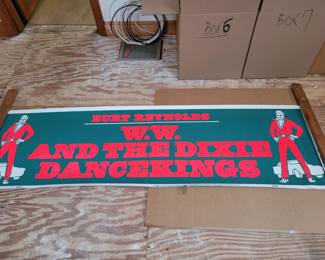 BOX 6
BOX 7
BURT REYNOLDS
W.W.
AND THE DIXIE
DANCEKINGS